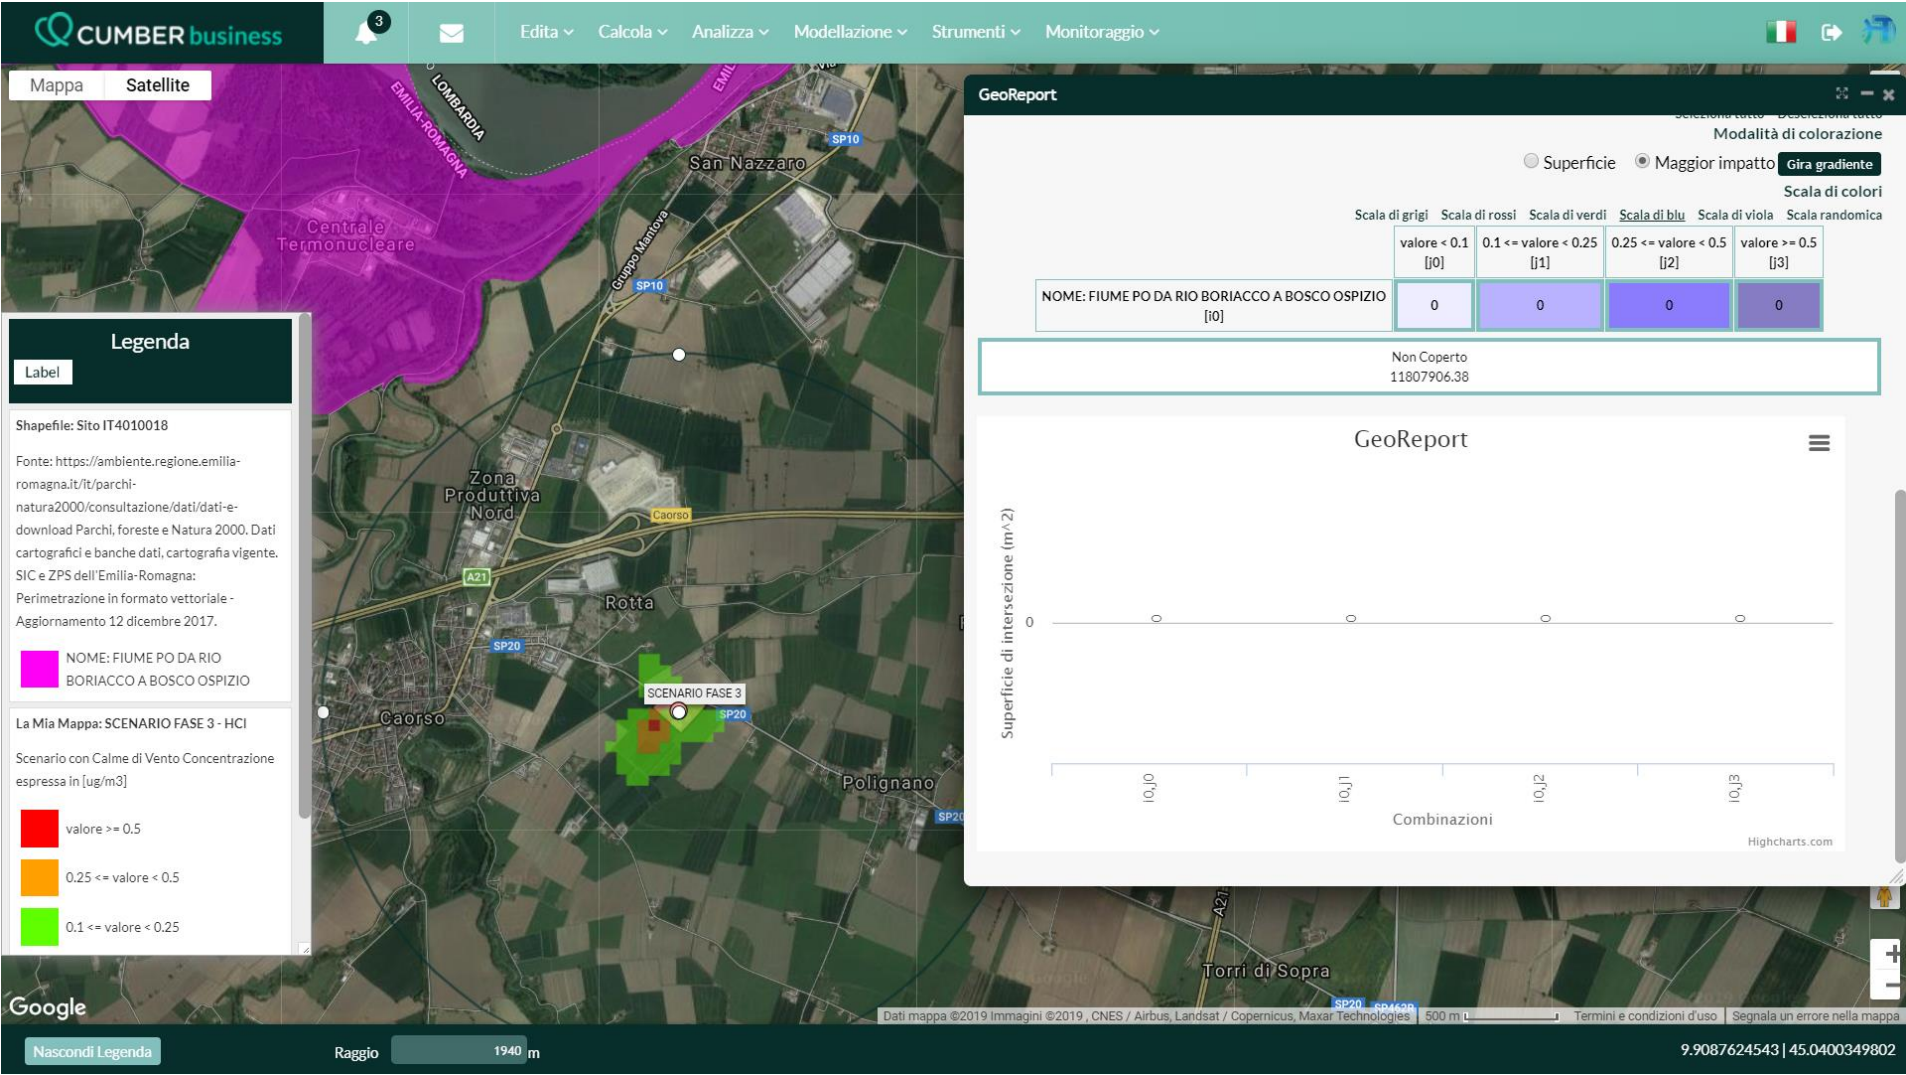 CUMBER business
3
Edita
Calcola
Analizza
Modellazione
Strumenti
Monitoraggio
Mappa
Satellite
EMILIA-ROMAGNA
LOMBARDIA
SP10
San Nazzaro
Centrale
Termonucleare
Gruppo Mantova
SP10
Zona
Produttiva
Nord
Caorso
A21
Rotta
SP20
SCENARIO FASE 3
SP20
Caorso
Polignano
SP20
A21
Torri di Sopra
SP20
SP462R
Legenda
Label
Shapefile: Sito IT4010018
Fonte: https://ambiente.regione.emilia-
romagna.it/it/parchi-
natura2000/consultazione/dati/dati-e-
download Parchi, foreste e Natura 2000. Dati
cartografici e banche dati, cartografia vigente.
SIC e ZPS dell'Emilia-Romagna:
Perimetrazione in formato vettoriale -
Aggiornamento 12 dicembre 2017.
NOME: FIUME PO DA RIO
BORIACCO A BOSCO OSPIZIO
La Mia Mappa: SCENARIO FASE 3 - HCl
Scenario con Calme di Vento Concentrazione
espressa in [ug/m3]
valore >= 0.5
0.25 <= valore < 0.5
0.1 <= valore < 0.25
GeoReport
Modalità di colorazione
Superficie Maggior impatto Gira gradiente
Scala di colori
Scala di grigi Scala di rossi Scala di verdi Scala di blu Scala di viola Scala randomica
valore < 0.1 [j0]
0.1 <= valore < 0.25 [j1]
0.25 <= valore < 0.5 [j2]
valore >= 0.5 [j3]
NOME: FIUME PO DA RIO BORIACCO A BOSCO OSPIZIO
[i0]
0 0 0 0
Non Coperto
11807906.38
GeoReport
Superficie di intersezione (m^2)
0
0 0 0 0
i0,j0 i0,j1 i0,j2 i0,j3
Combinazioni
Highcharts.com
Google
Dati mappa ©2019 Immagini ©2019 , CNES / Airbus, Landsat / Copernicus, Maxar Technologies
500 m
Termini e condizioni d'uso
Segnala un errore nella mappa
Nascondi Legenda
Raggio 1940 m
9.9087624543 | 45.0400349802